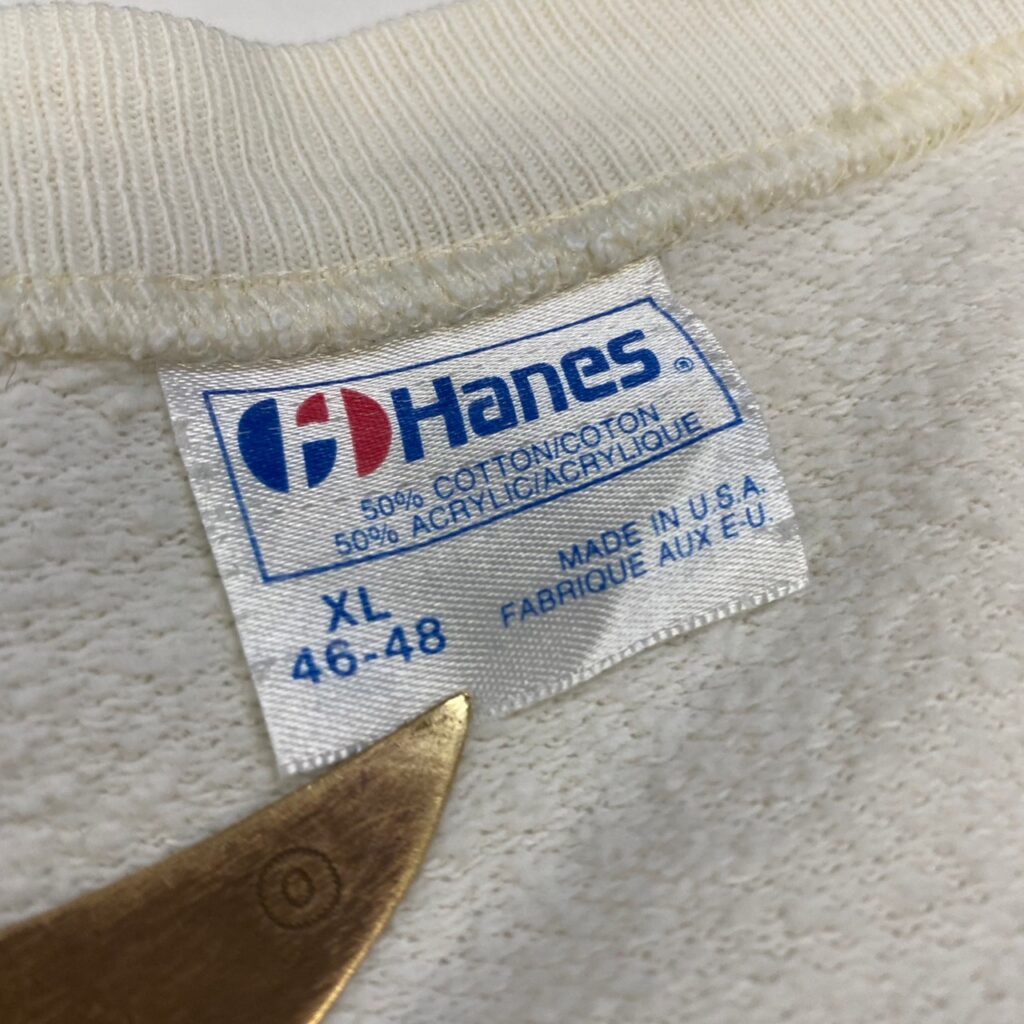 Hanes®
50% COTTON/COTON
50% ACRYLIC/ACRYLIQUE
MADE IN U.S.A.
FABRIQUE AUX E-U.
XL
46-48
O